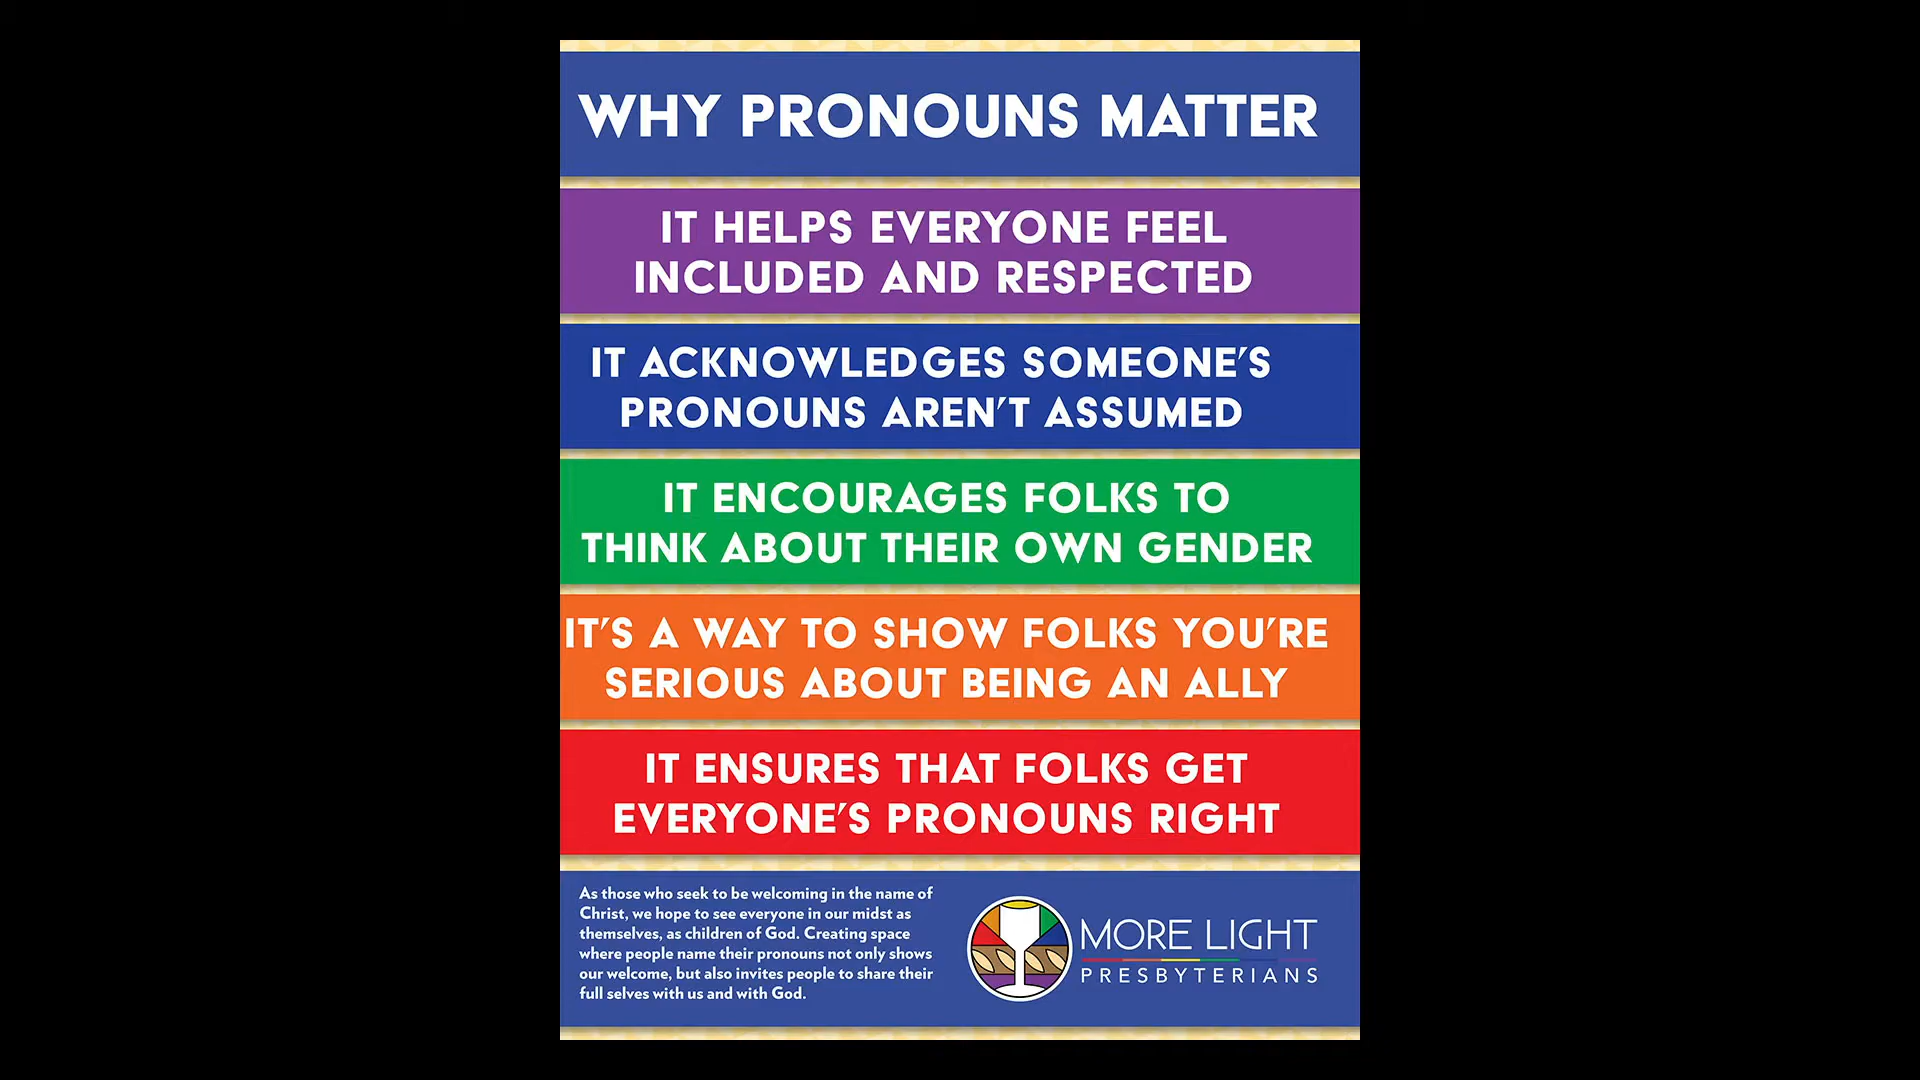 WHY PRONOUNS MATTER
IT HELPS EVERYONE FEEL
INCLUDED AND RESPECTED
IT ACKNOWLEDGES SOMEONE'S
PRONOUNS AREN'T ASSUMED
IT ENCOURAGES FOLKS TO
THINK ABOUT THEIR OWN GENDER
IT'S A WAY TO SHOW FOLKS YOU'RE
SERIOUS ABOUT BEING AN ALLY
IT ENSURES THAT FOLKS GET
EVERYONE'S PRONOUNS RIGHT
As those who seek to be welcoming in the name of
Christ, we hope to see everyone in our midst as
themselves, as children of God. Creating space
where people name their pronouns not only shows
our welcome, but also invites people to share their
full selves with us and with God.
MORE LIGHT
PRESBYTERIANS